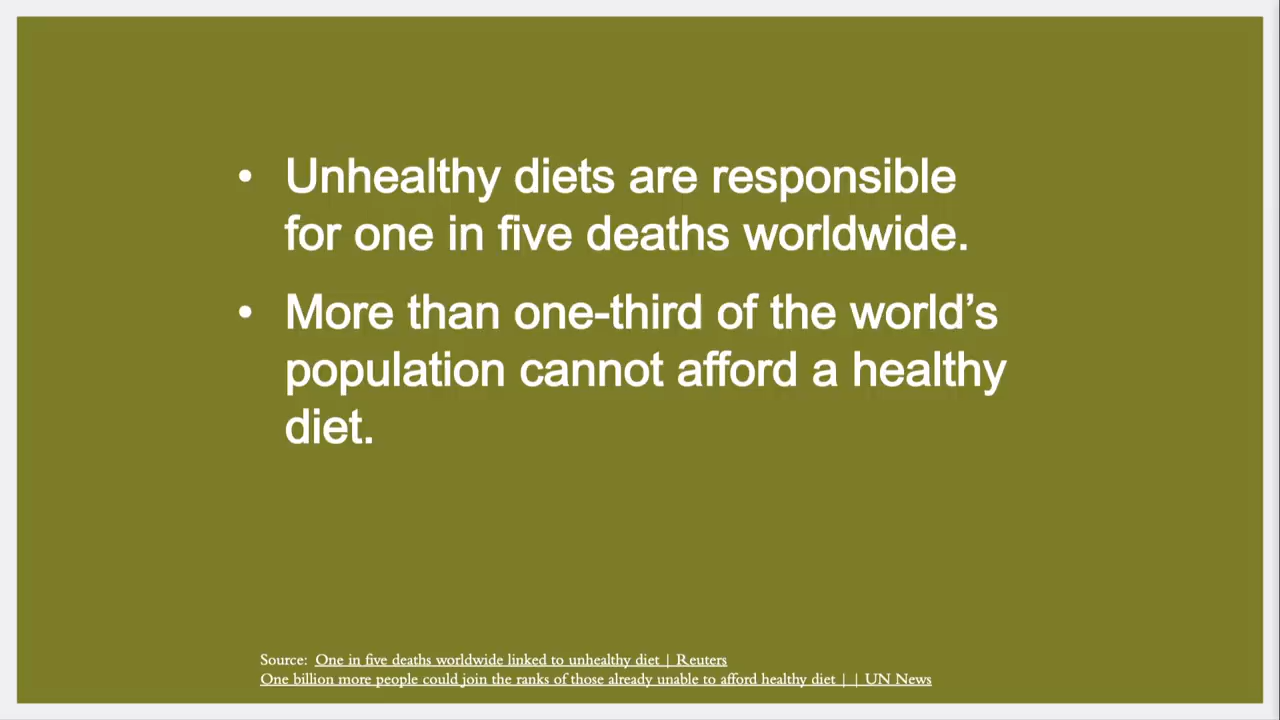 • Unhealthy diets are responsible
for one in five deaths worldwide.
• More than one-third of the world’s
population cannot afford a healthy
diet.
Source: One in five deaths worldwide linked to unhealthy diet | Reuters
One billion more people could join the ranks of those already unable to afford healthy diet | | UN News